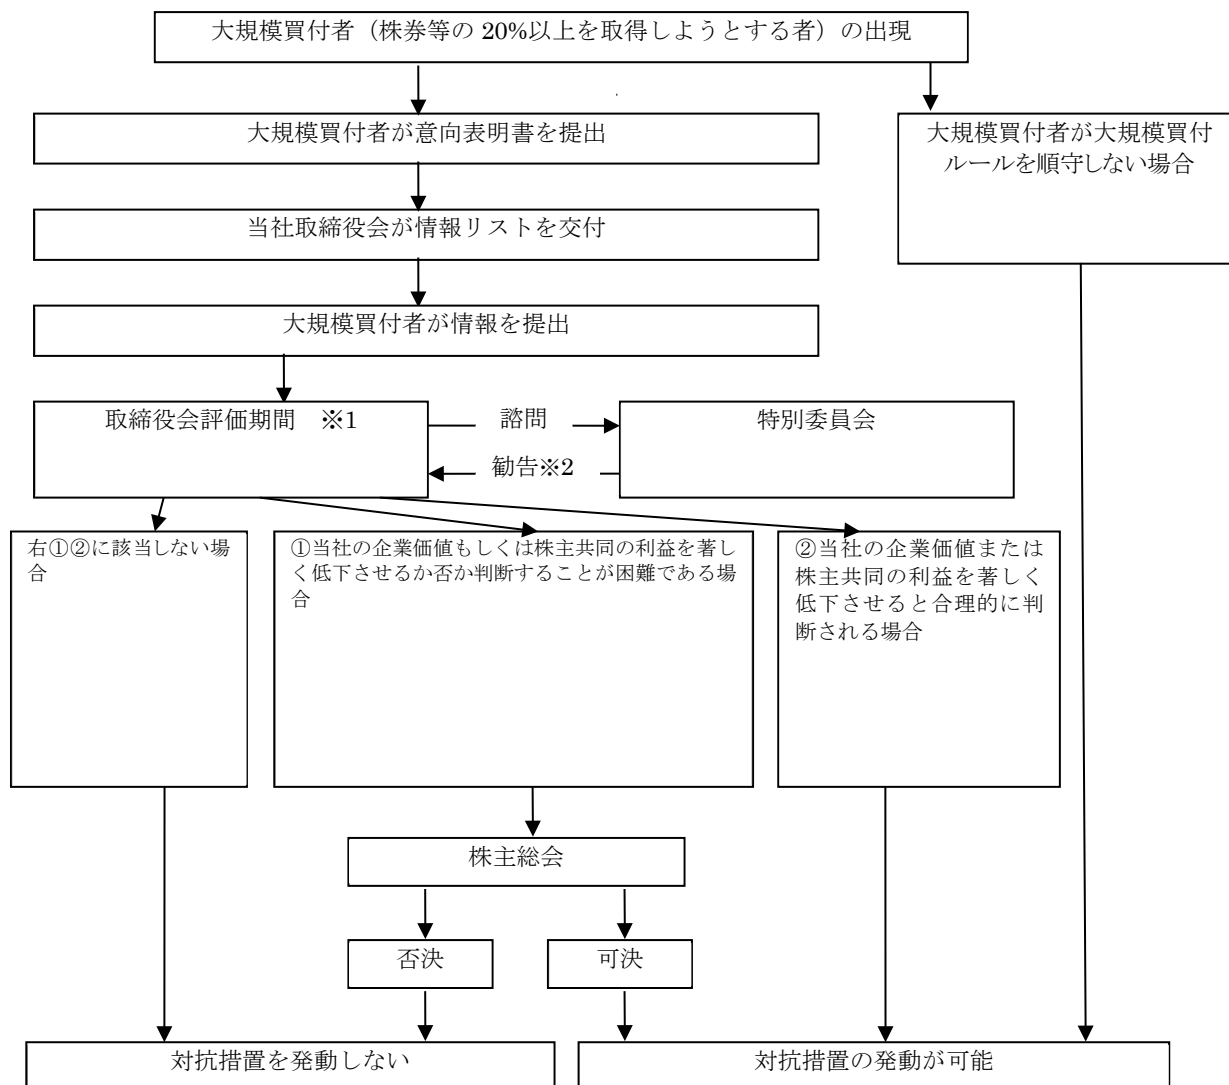 大規模買付者（株券等の 20%以上を取得しようとする者）の出現
大規模買付者が意向表明書を提出
大規模買付者が大規模買付
ルールを順守しない場合
当社取締役会が情報リストを交付
大規模買付者が情報を提出
取締役会評価期間　※1
諮問
特別委員会
勧告※2
右①②に該当しない場
合
①当社の企業価値もしくは株主共同の利益を著し
く低下させるか否か判断することが困難である場
合
②当社の企業価値または
株主共同の利益を著しく
低下させると合理的に判
断される場合
株主総会
否決
可決
対抗措置を発動しない
対抗措置の発動が可能